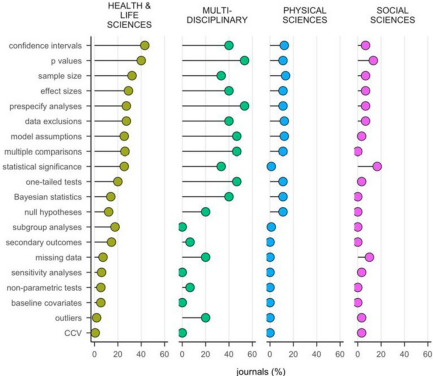 HEALTH &
LIFE
SCIENCES
MULTI-
DISCIPLINARY
PHYSICAL
SCIENCES
SOCIAL
SCIENCES
confidence intervals
p values
sample size
effect sizes
prespecify analyses
data exclusions
model assumptions
multiple comparisons
statistical significance
one-tailed tests
Bayesian statistics
null hypotheses
subgroup analyses
secondary outcomes
missing data
sensitivity analyses
non-parametric tests
baseline covariates
outliers
CCV
0 20 40 60 0 20 40 60 0 20 40 60 0 20 40 60
journals (%)